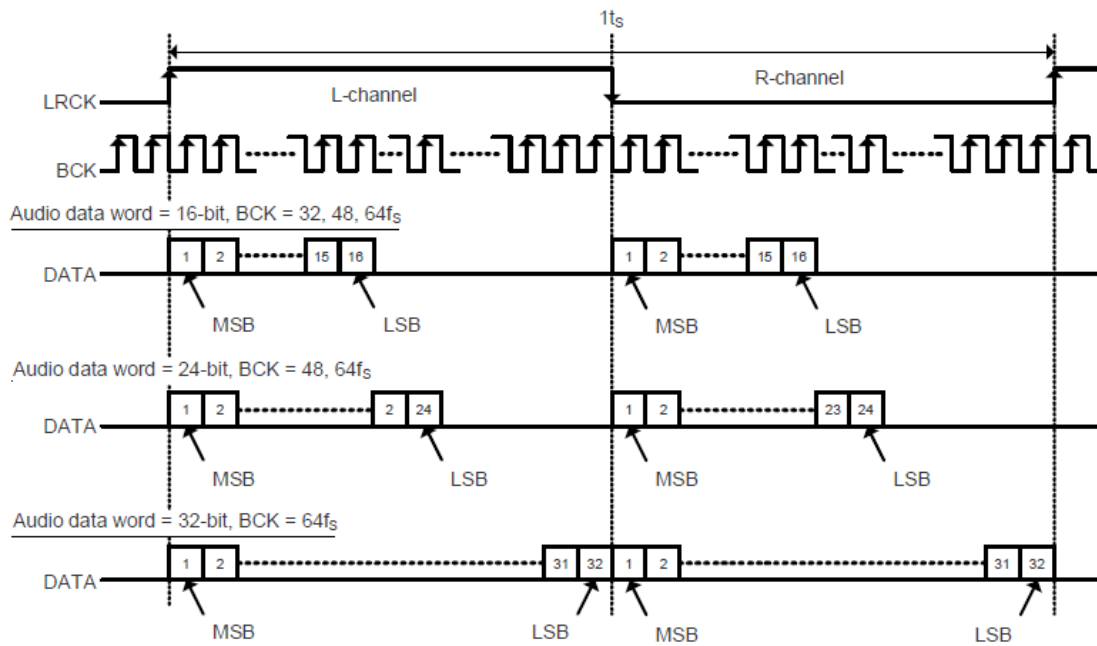 1tS
L-channel R-channel
LRCK
BCK
Audio data word = 16-bit, BCK = 32, 48, 64fS
1 2 15 16 1 2 15 16
DATA
MSB LSB MSB LSB
Audio data word = 24-bit, BCK = 48, 64fS
1 2 2 24 1 2 23 24
DATA
MSB LSB MSB LSB
Audio data word = 32-bit, BCK = 64fS
1 2 31 32 1 2 31 32
DATA
MSB LSB MSB LSB